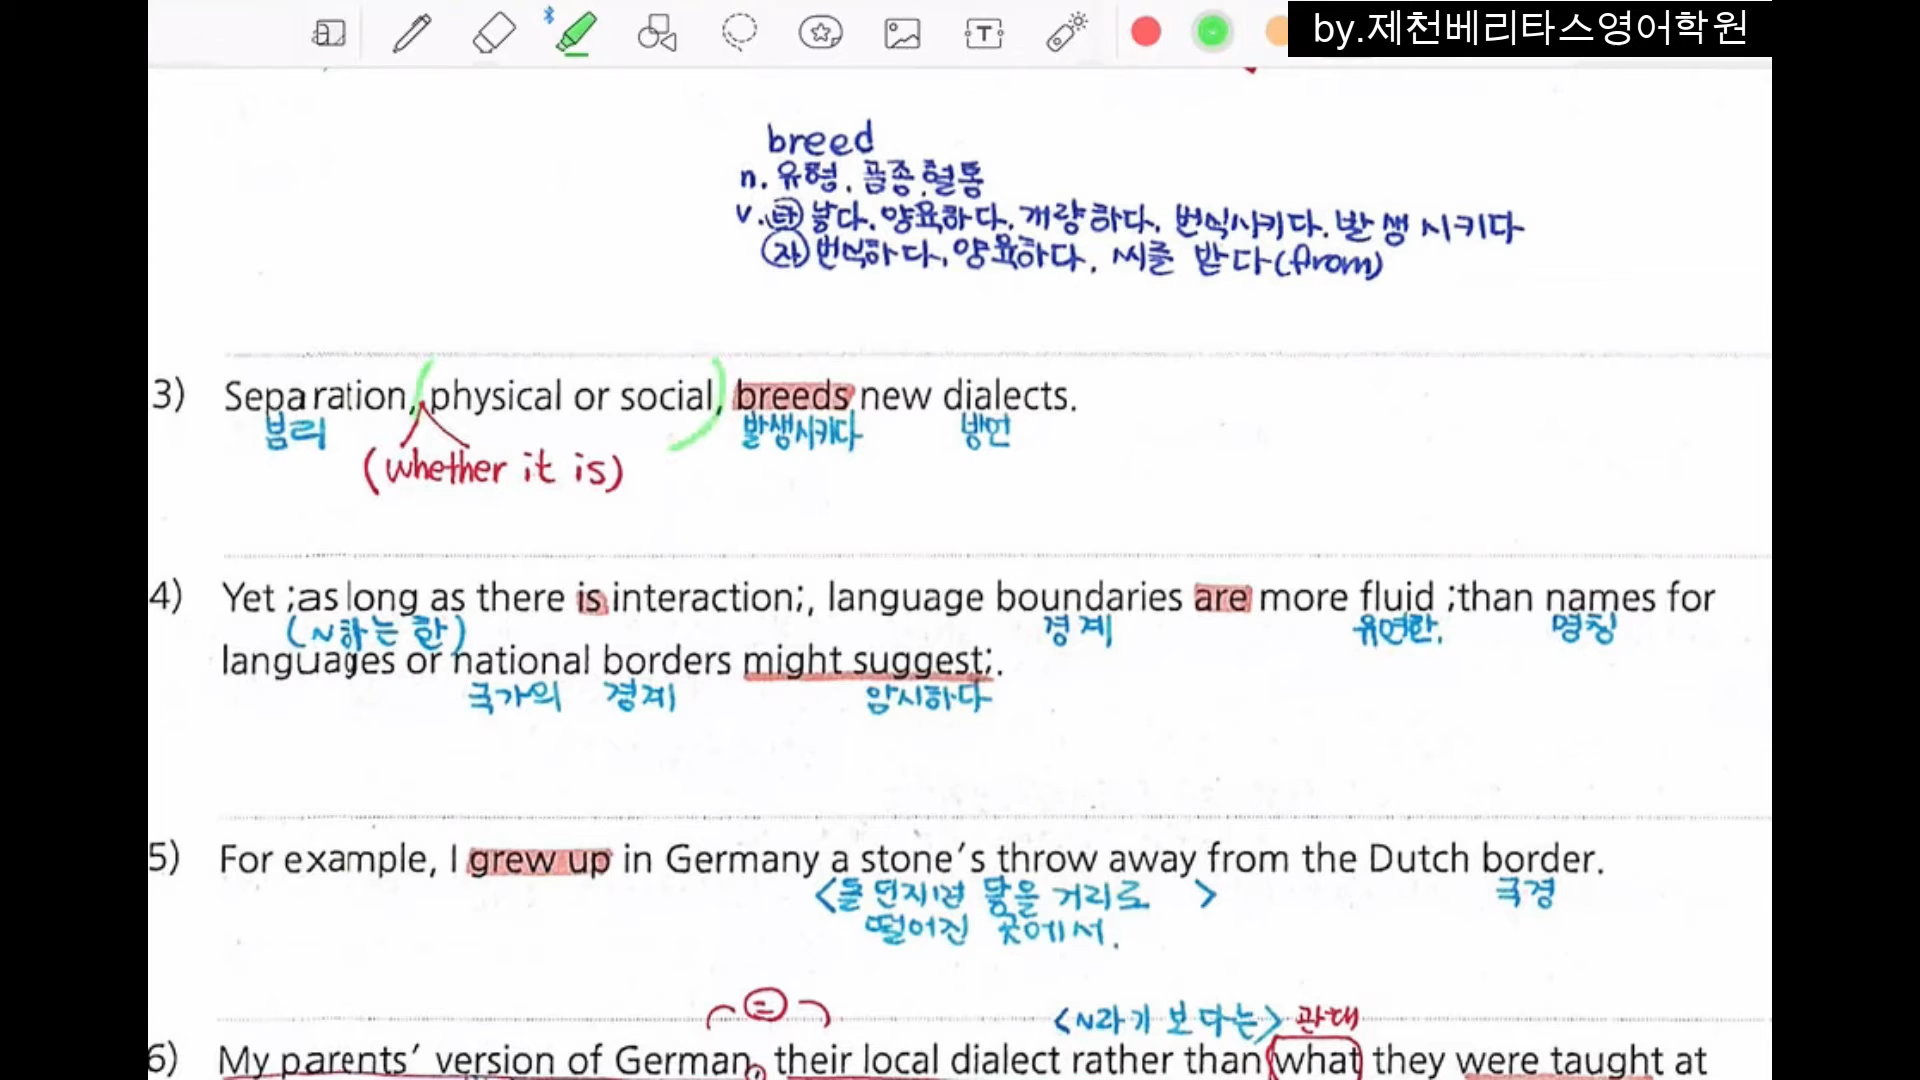 by.제천베리타스영어학원
breed
n. 유형. 품종. 혈통
v. 타 낳다. 양육하다. 개량하다. 번식시키다. 발생시키다
자 번식하다. 양육하다. 씨를 받다(from)
3) Separation, physical or social, breeds new dialects.
분리 발생시키다 방언
(whether it is)
4) Yet ;as long as there is interaction;, language boundaries are more fluid ;than names for
(~하는 한) 경계 유연한. 명칭
languages or national borders might suggest;.
국가의 경계 암시하다
5) For example, I grew up in Germany a stone's throw away from the Dutch border.
<돌 던지면 닿을 거리로 > 국경
떨어진 곳에서.
= <~라기 보다는> 관대
6) My parents' version of German, their local dialect rather than what they were taught at